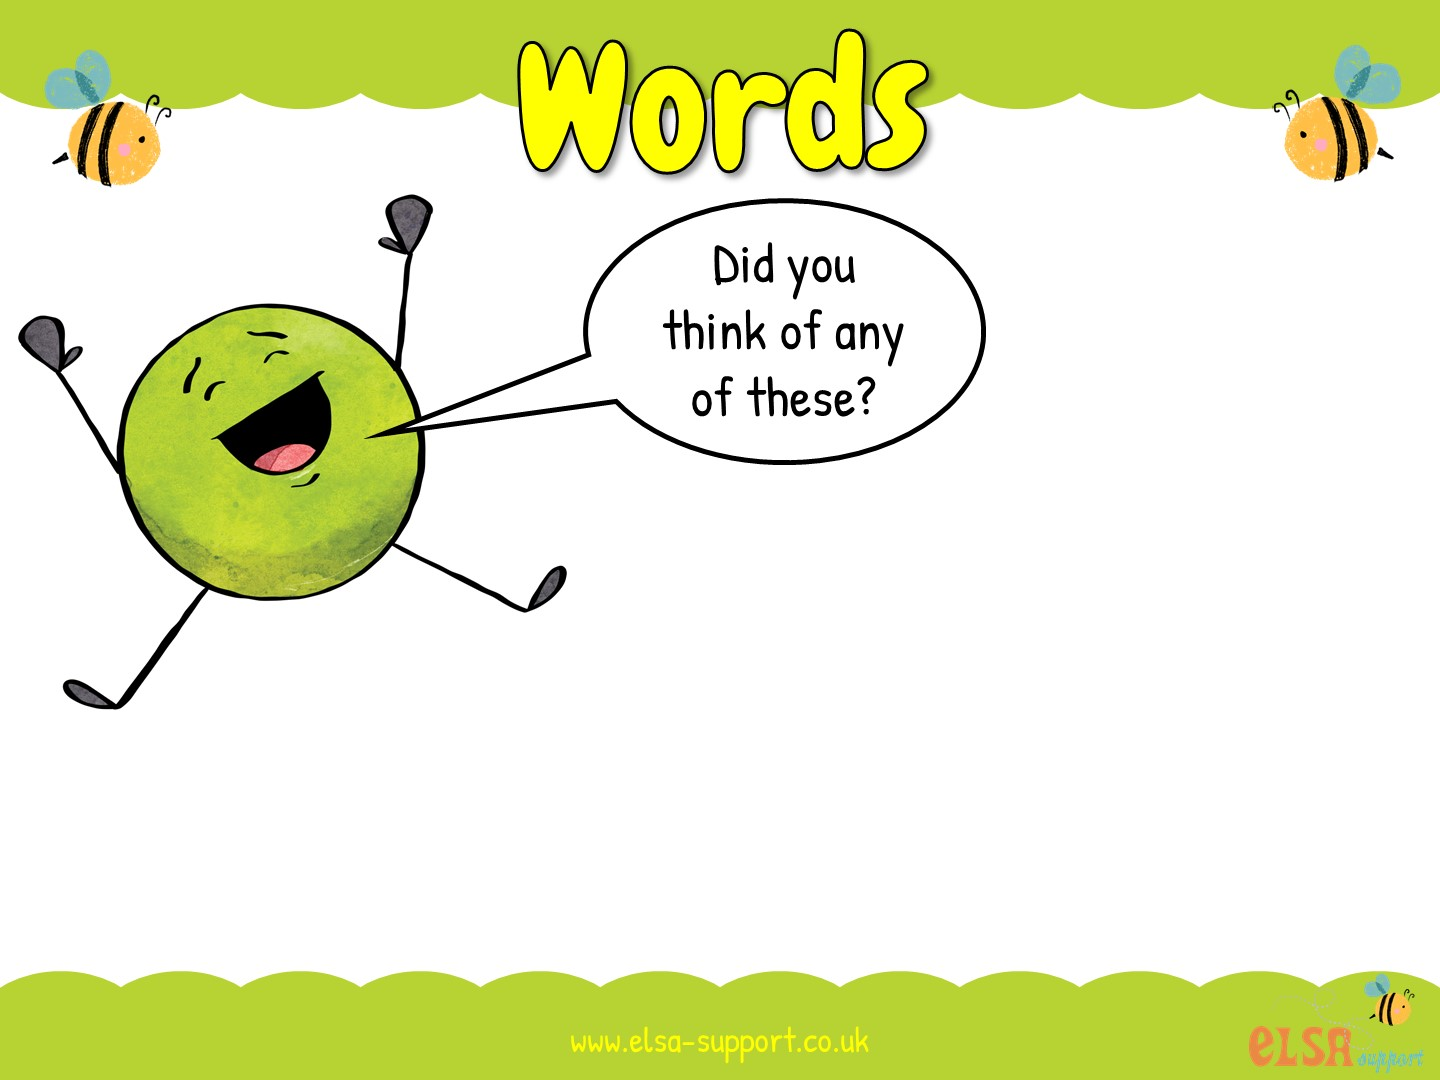 Words
Did you
think of any
of these?
www.elsa-support.co.uk
ELSA support